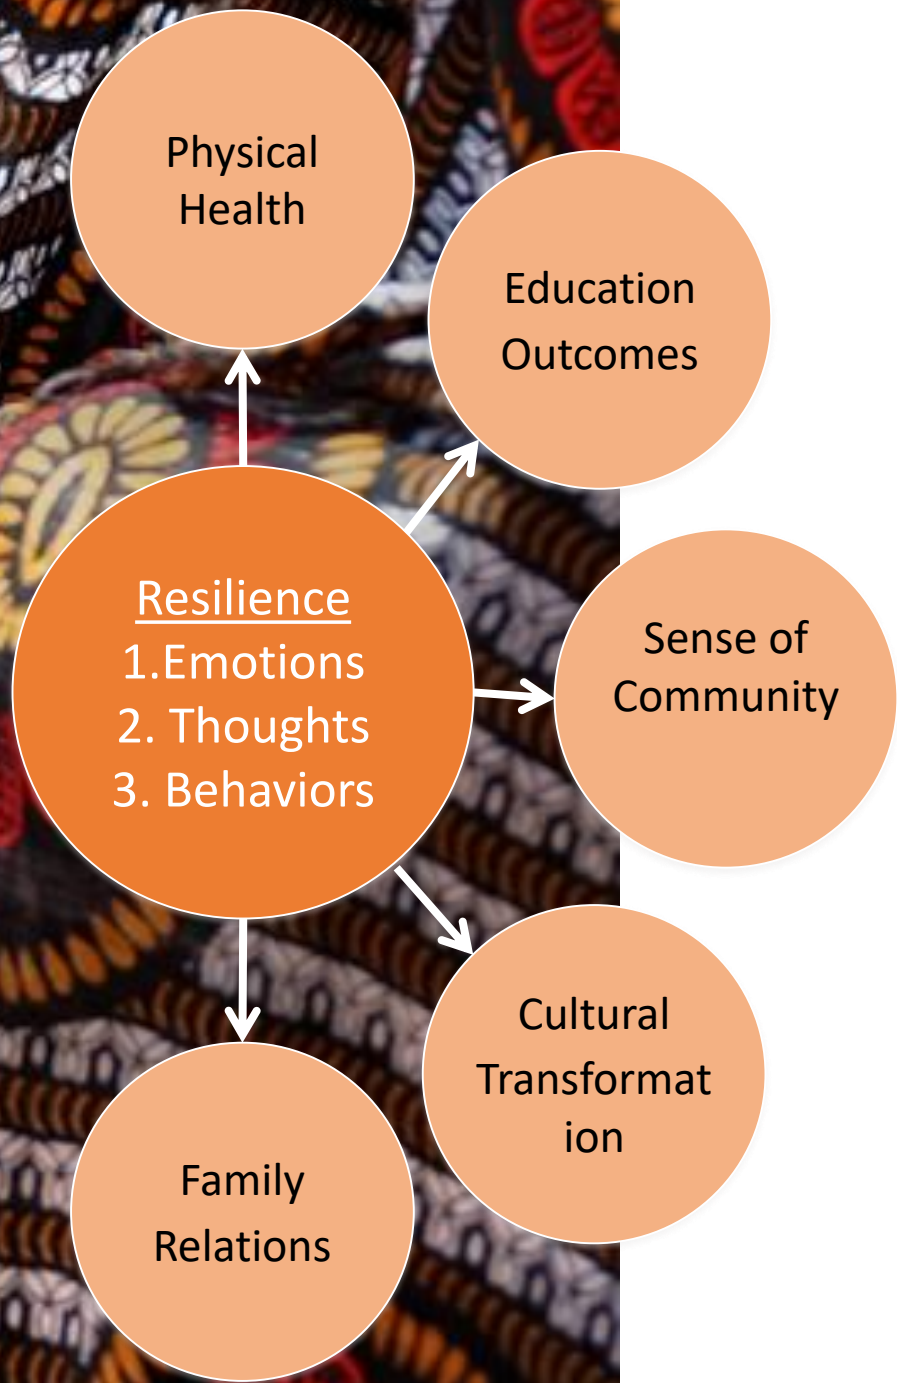 Physical
Health
Education
Outcomes
Resilience
1.Emotions
2. Thoughts
3. Behaviors
Sense of
Community
Cultural
Transformat
ion
Family
Relations